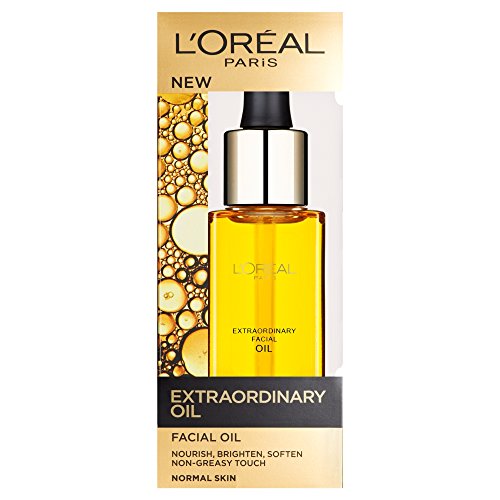 L'ORÉAL
PARIS
NEW
L'ORÉAL
PARIS
EXTRAORDINARY
FACIAL
OIL
EXTRAORDINARY
OIL
FACIAL OIL
NOURISH, BRIGHTEN, SOFTEN
NON-GREASY TOUCH
NORMAL SKIN